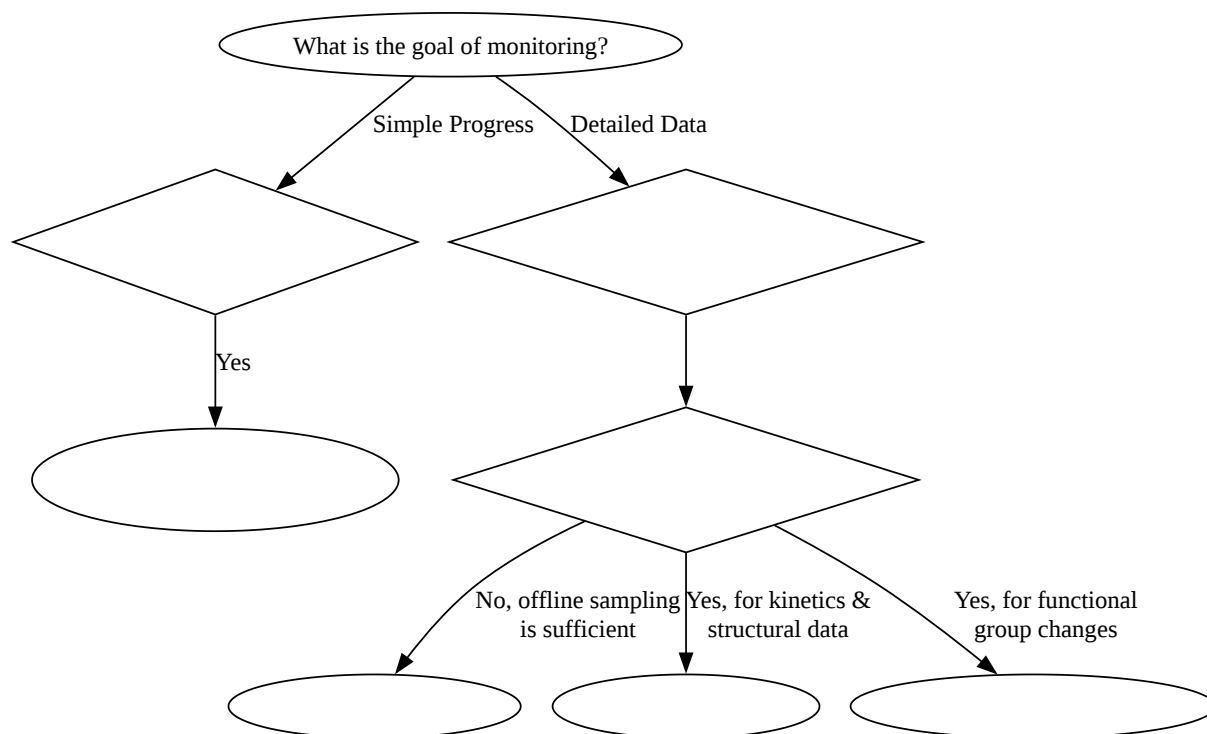 What is the goal of monitoring?
Simple Progress
Detailed Data
Yes
No, offline sampling
is sufficient
Yes, for kinetics &
structural data
Yes, for functional
group changes